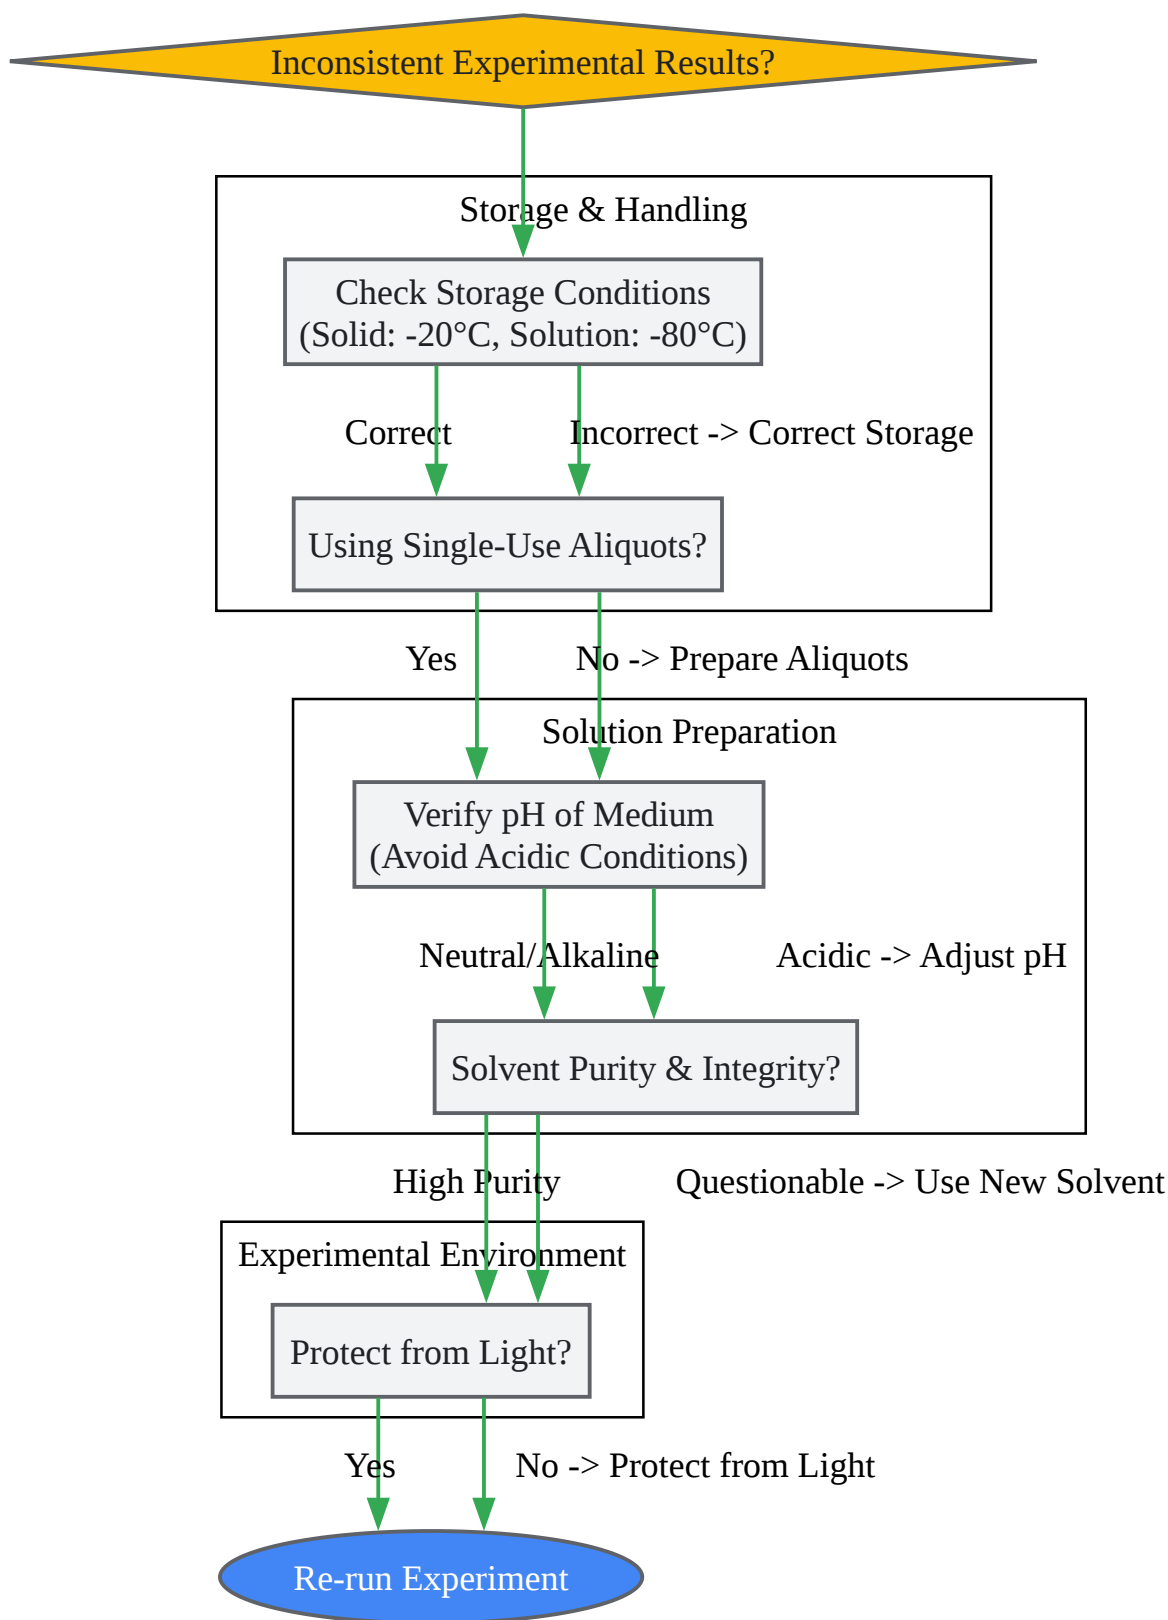 Inconsistent Experimental Results?
Storage & Handling
Check Storage Conditions
(Solid: -20°C, Solution: -80°C)
Correct
Incorrect -> Correct Storage
Using Single-Use Aliquots?
Yes
No -> Prepare Aliquots
Solution Preparation
Verify pH of Medium
(Avoid Acidic Conditions)
Neutral/Alkaline
Acidic -> Adjust pH
Solvent Purity & Integrity?
High Purity
Questionable -> Use New Solvent
Experimental Environment
Protect from Light?
Yes
No -> Protect from Light
Re-run Experiment